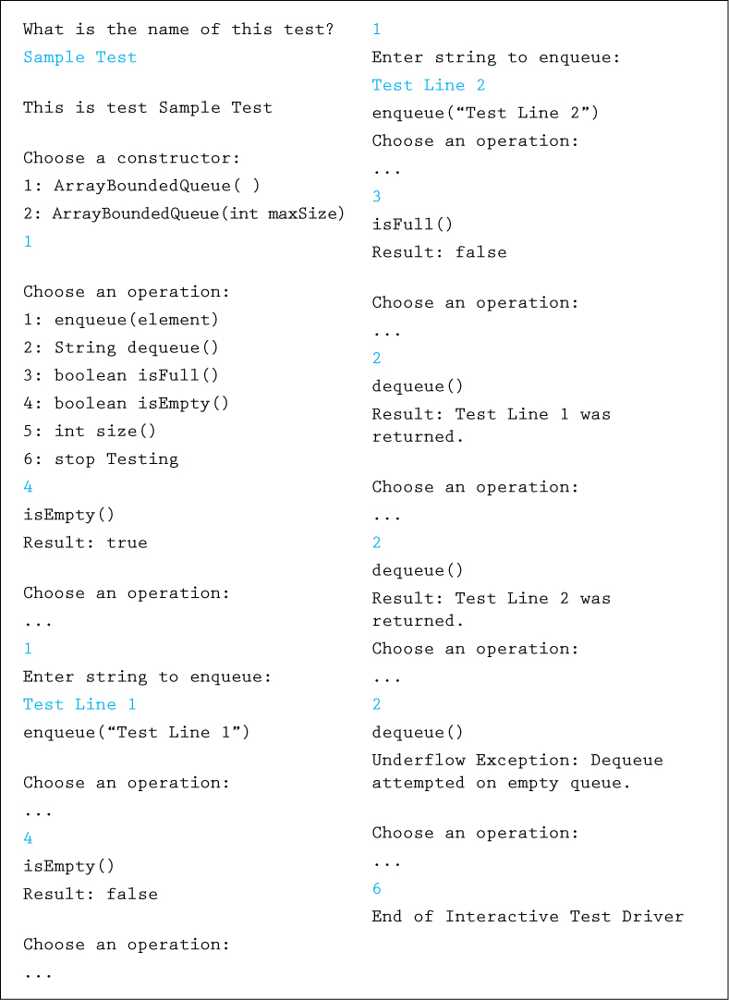 What is the name of this test?
Sample Test
This is test Sample Test
Choose a constructor:
1: ArrayBoundedQueue( )
2: ArrayBoundedQueue(int maxSize)
1
Choose an operation:
1: enqueue(element)
2: String dequeue()
3: boolean isFull()
4: boolean isEmpty()
5: int size()
6: stop Testing
4
isEmpty()
Result: true
Choose an operation:
...
1
Enter string to enqueue:
Test Line 1
enqueue(“Test Line 1”)
Choose an operation:
...
4
isEmpty()
Result: false
Choose an operation:
...
1
Enter string to enqueue:
Test Line 2
enqueue(“Test Line 2”)
Choose an operation:
...
3
isFull()
Result: false
Choose an operation:
...
2
dequeue()
Result: Test Line 1 was
returned.
Choose an operation:
...
2
dequeue()
Result: Test Line 2 was
returned.
Choose an operation:
...
2
dequeue()
Underflow Exception: Dequeue
attempted on empty queue.
Choose an operation:
...
6
End of Interactive Test Driver